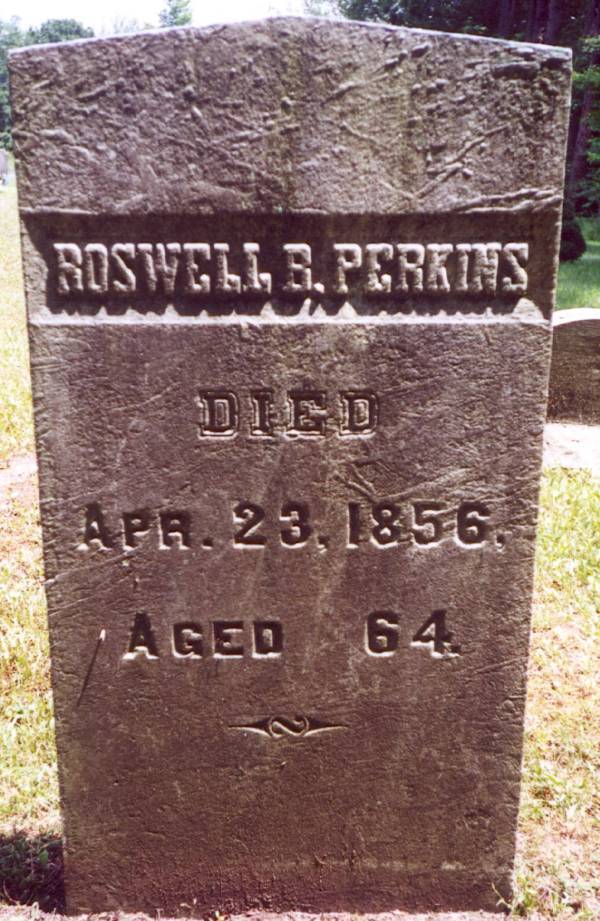 ROSWELL B. PERKINS
DIED
APR. 23, 1856,
AGED 64.